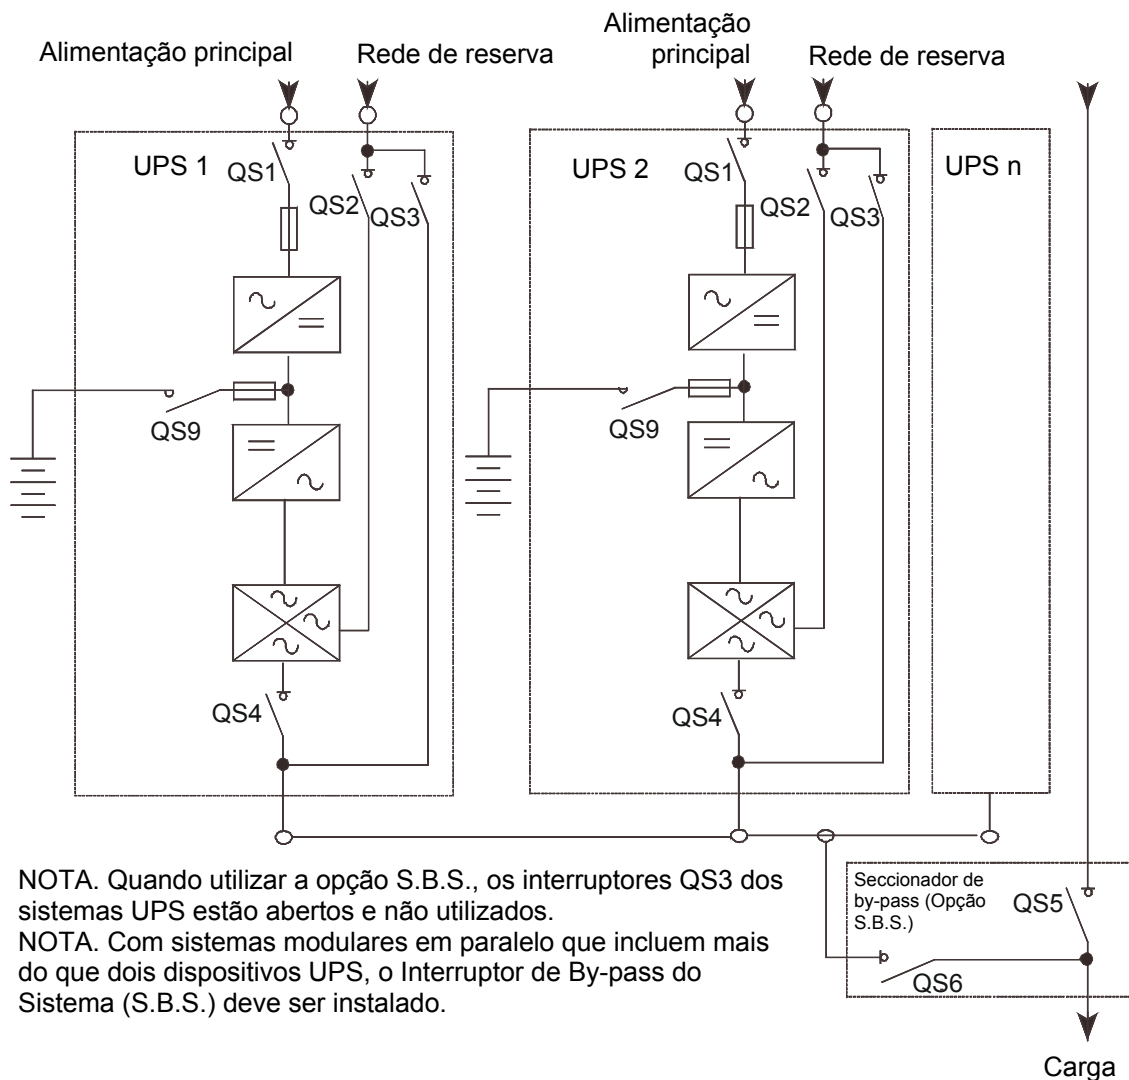 Alimentação principal
Rede de reserva
Alimentação
principal
Rede de reserva
UPS 1
QS1
QS2
QS3
UPS 2
QS1
QS2
QS3
UPS n
QS9
QS9
QS4
QS4
NOTA. Quando utilizar a opção S.B.S., os interruptores QS3 dos
sistemas UPS estão abertos e não utilizados.
NOTA. Com sistemas modulares em paralelo que incluem mais
do que dois dispositivos UPS, o Interruptor de By-pass do
Sistema (S.B.S.) deve ser instalado.
Seccionador de
by-pass (Opção
S.B.S.)
QS5
QS6
Carga